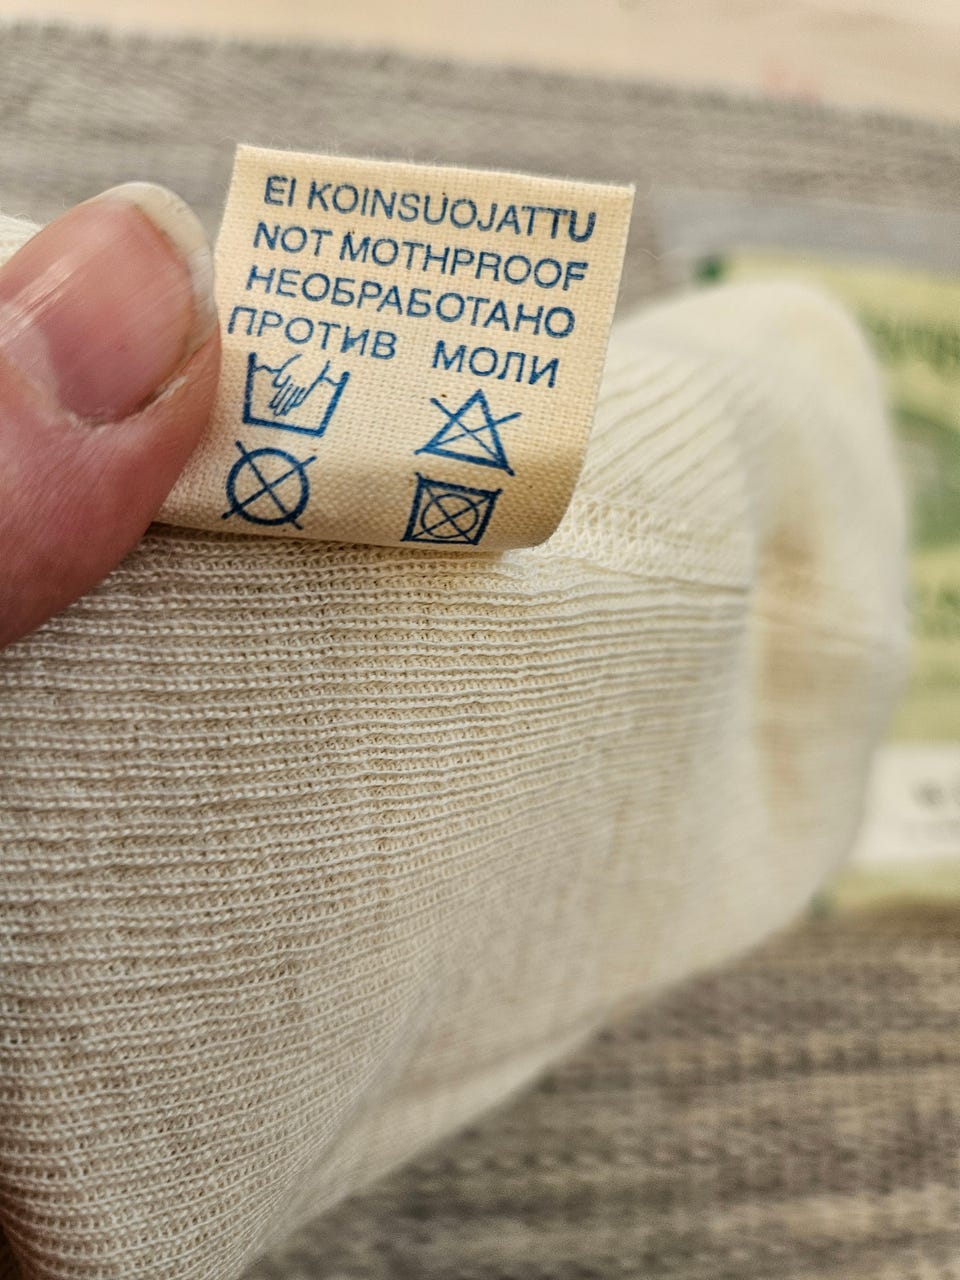 EI KOINSUOJATTU
NOT MOTHPROOF
НЕОБРАБОТАНО
ПРОТИВ МОЛИ